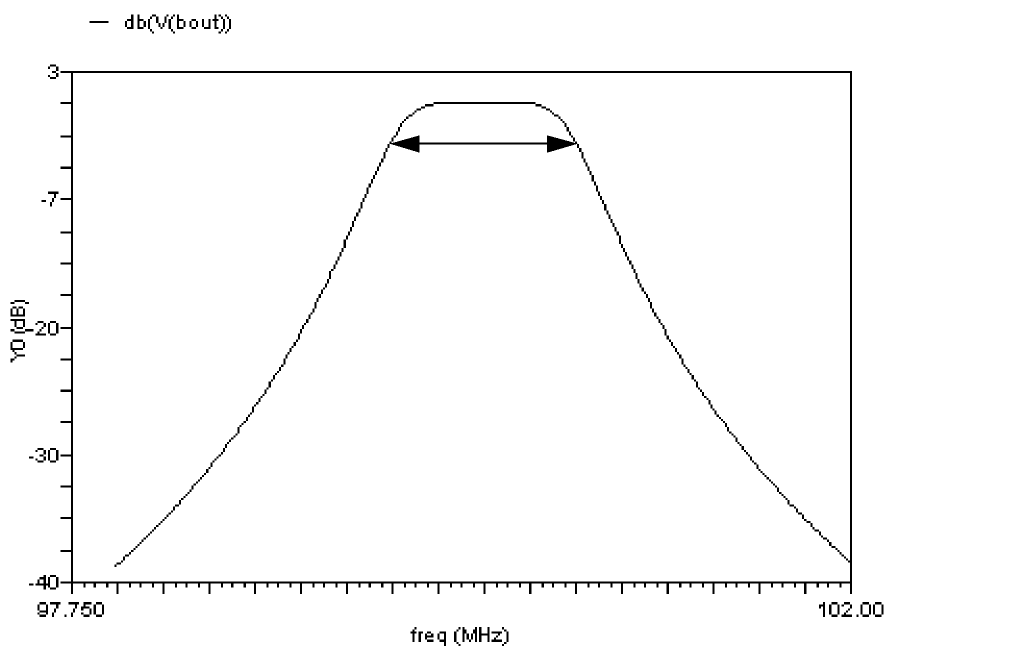 — db(V(bout))
3
-7
-20
-30
-40
Y0 (dB)
97.750
102.00
freq (MHz)